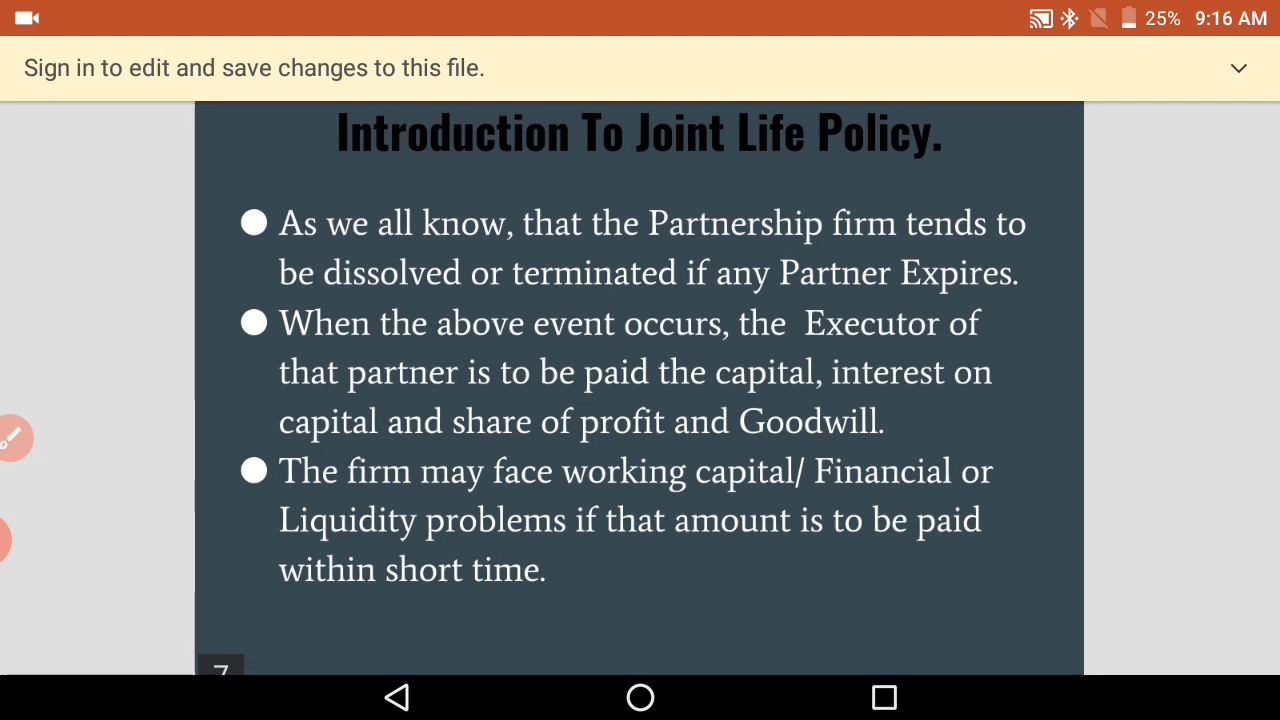 25% 9:16 AM
Sign in to edit and save changes to this file.
Introduction To Joint Life Policy.
As we all know, that the Partnership firm tends to
be dissolved or terminated if any Partner Expires.
When the above event occurs, the Executor of
that partner is to be paid the capital, interest on
capital and share of profit and Goodwill.
The firm may face working capital/ Financial or
Liquidity problems if that amount is to be paid
within short time.
7